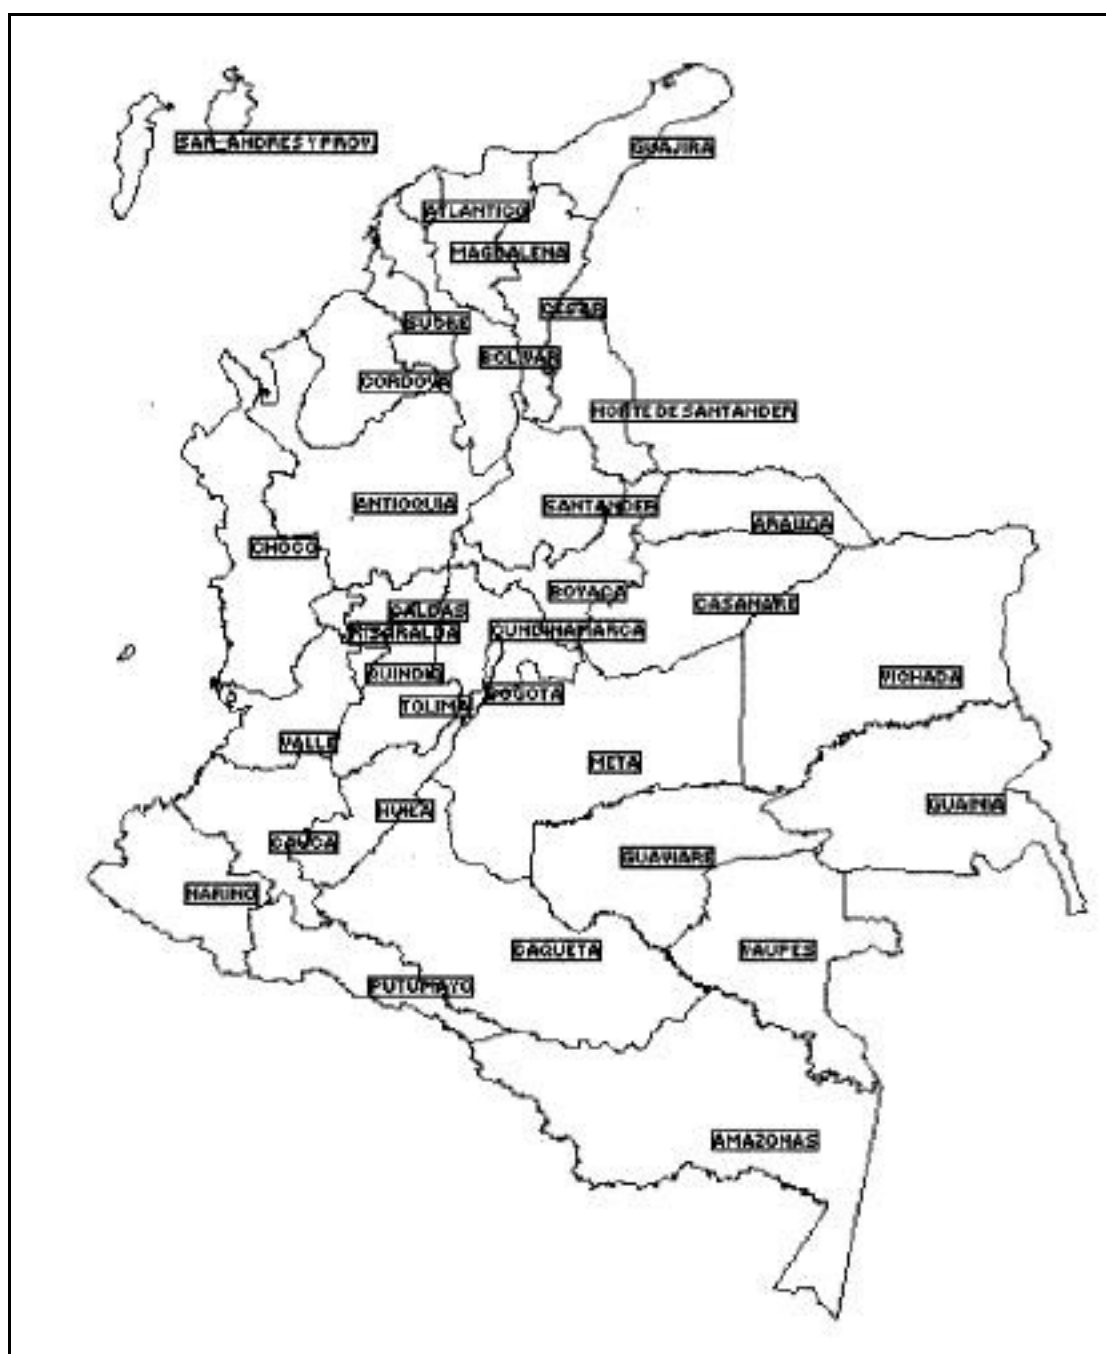 SAN_ANDRES Y PROV.
GUAJIRA
ATLANTICO
MAGDALENA
CESAR
SUCRE
BOLIVAR
CORDOVA
NORTE DE SANTANDER
ANTIOQUIA
SANTANDER
ARAUCA
CHOCO
BOYACA
CASANARE
CALDAS
RISARALDA
CUNDINAMARCA
QUINDIO
VICHADA
BOGOTA
TOLIMA
VALLE
META
GUAINIA
HUILA
CAUCA
GUAVIARE
NARINO
CAQUETA
VAUPES
PUTUMAYO
AMAZONAS